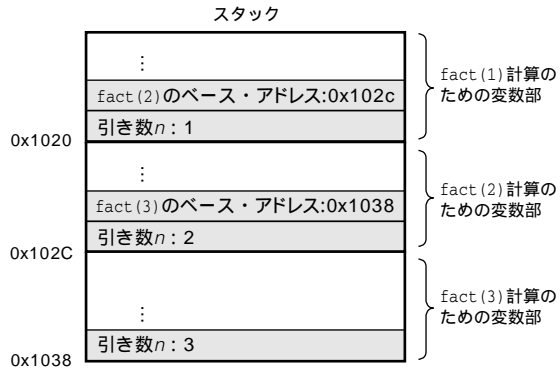 スタック
⋮
fact(2)のベース・アドレス:0x102c
引き数n：1
0x1020
fact(1)計算の
ための変数部
⋮
fact(3)のベース・アドレス:0x1038
引き数n：2
0x102C
fact(2)計算の
ための変数部
⋮
引き数n：3
0x1038
fact(3)計算の
ための変数部